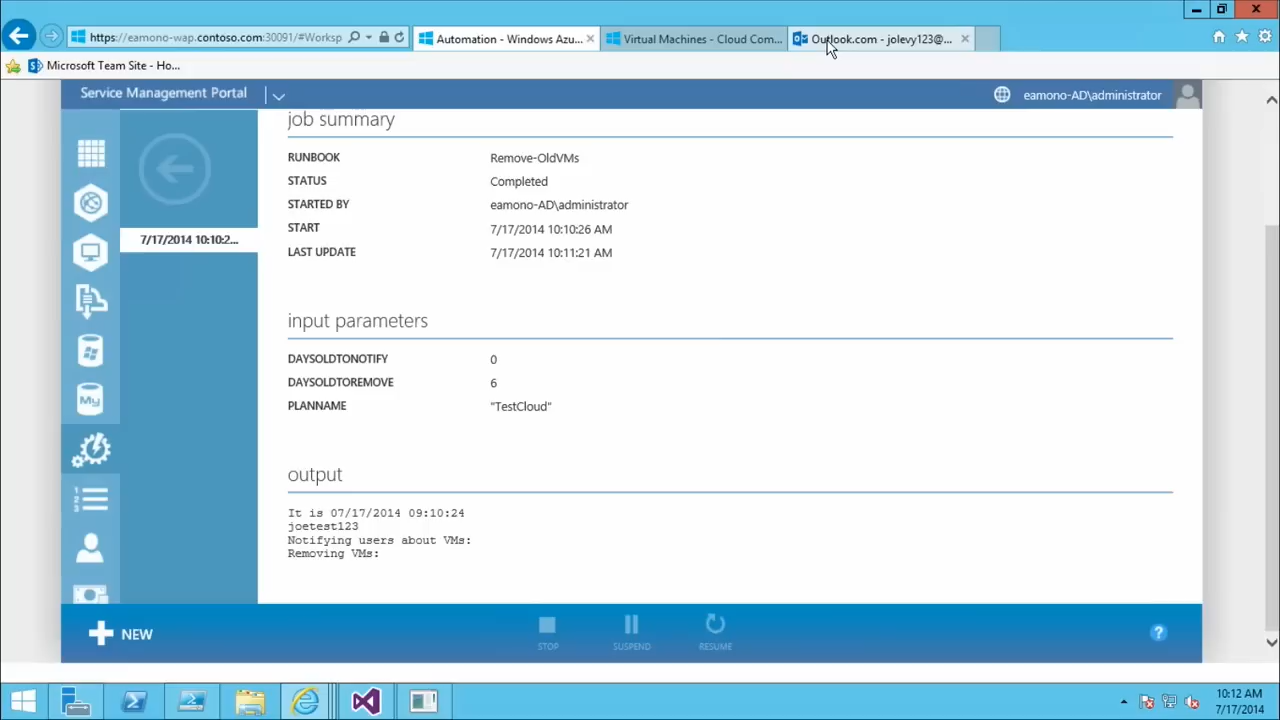 https://eamono-wap.contoso.com:30091/#Worksp
Automation - Windows Azu...
Virtual Machines - Cloud Com...
Outlook.com - jolevy123@...
Microsoft Team Site - Ho...
Service Management Portal
eamono-AD\administrator
7/17/2014 10:10:2...
job summary
RUNBOOK Remove-OldVMs
STATUS Completed
STARTED BY eamono-AD\administrator
START 7/17/2014 10:10:26 AM
LAST UPDATE 7/17/2014 10:11:21 AM
input parameters
DAYSOLDTONOTIFY 0
DAYSOLDTOREMOVE 6
PLANNAME "TestCloud"
output
It is 07/17/2014 09:10:24
joetest123
Notifying users about VMs:
Removing VMs:
My
1
2
3
NEW
STOP
SUSPEND
RESUME
?
10:12 AM
7/17/2014